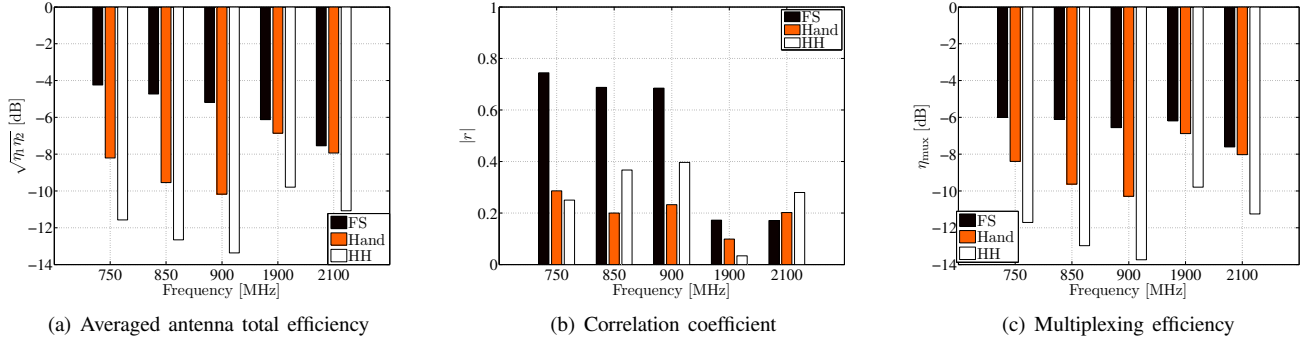 0
−2
−4
−6
−8
−10
−12
−14
√η1 η2 [dB]
750 850 900 1900 2100
Frequency [MHz]
FS
Hand
HH
(a) Averaged antenna total efficiency
1
0.8
0.6
0.4
0.2
0
|r|
750 850 900 1900 2100
Frequency [MHz]
FS
Hand
HH
(b) Correlation coefficient
0
−2
−4
−6
−8
−10
−12
−14
ηmux [dB]
750 850 900 1900 2100
Frequency [MHz]
FS
Hand
HH
(c) Multiplexing efficiency